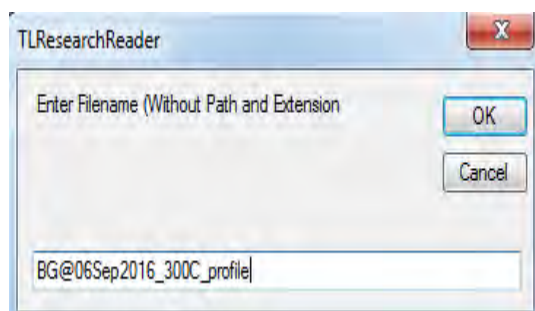 TLResearchReader
X
Enter Filename (Without Path and Extension
OK
Cancel
BG@06Sep2016_300C_profile